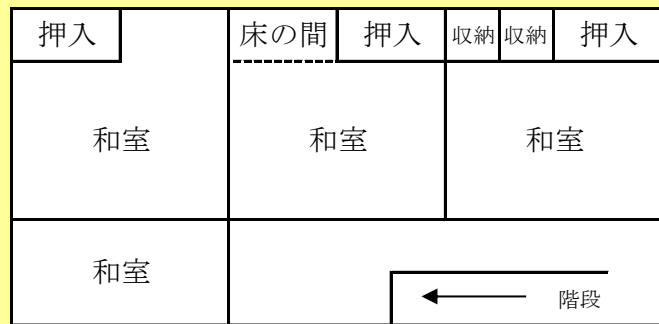 押入 床の間 押入 収納 収納 押入
和室 和室 和室
和室
階段